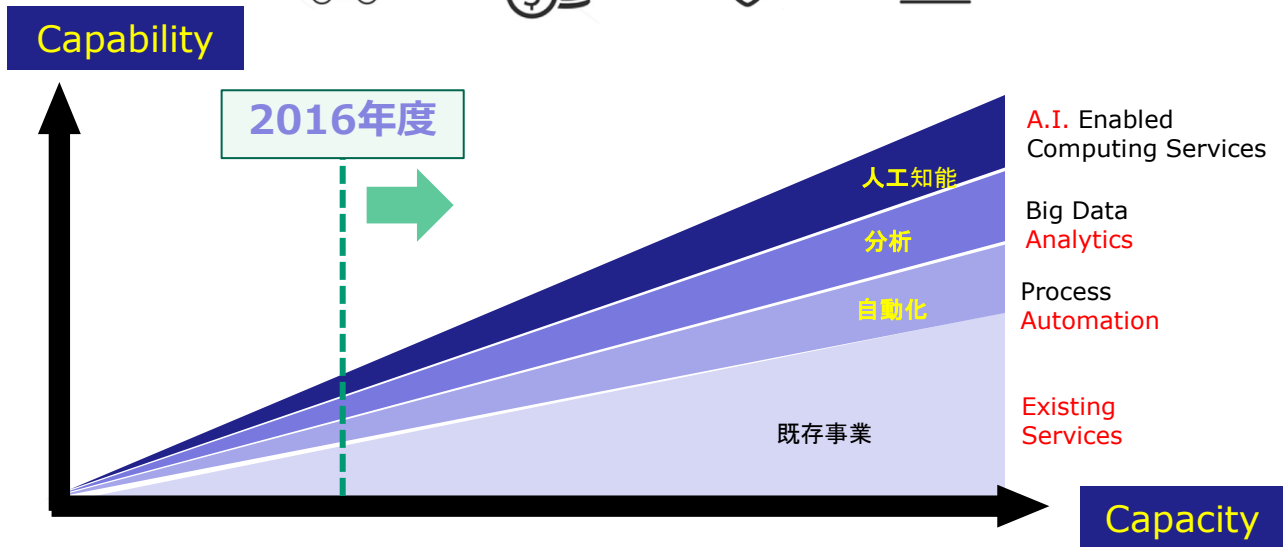 Capability
2016年度
A.I. Enabled
Computing Services
人工知能
Big Data
Analytics
分析
Process
Automation
自動化
Existing
Services
既存事業
Capacity